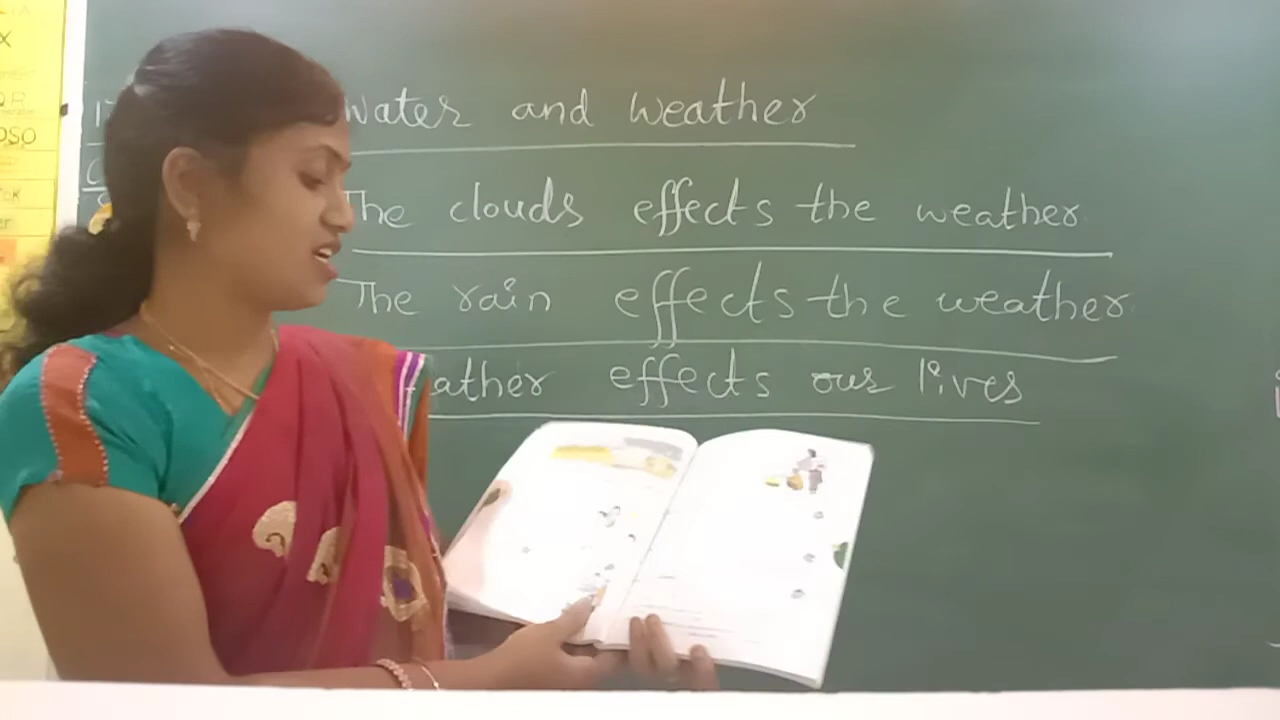 Water and weather
The clouds effects the weather
The rain effects the weather
ather effects our lives